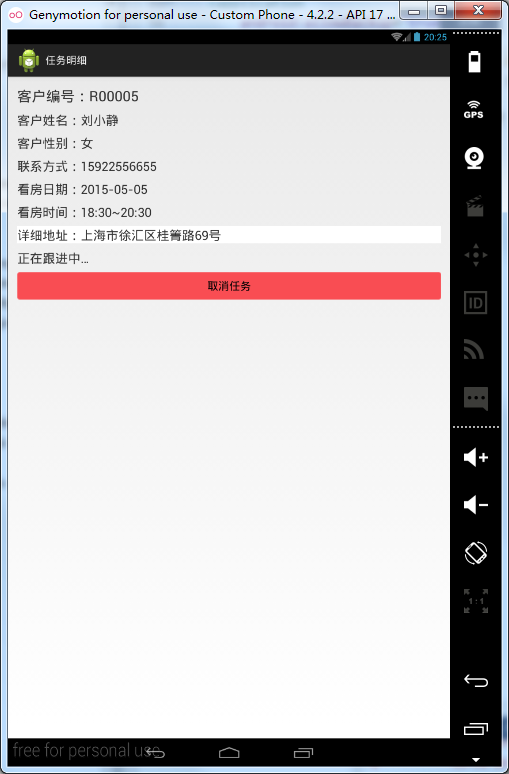 Genymotion for personal use - Custom Phone - 4.2.2 - API 17 ...
20:25
任务明细
客户编号：R00005
客户姓名：刘小静
客户性别：女
联系方式：15922556655
看房日期：2015-05-05
看房时间：18:30~20:30
详细地址：上海市徐汇区桂箐路69号
正在跟进中...
取消任务
GPS
ID
1:1
free for personal use